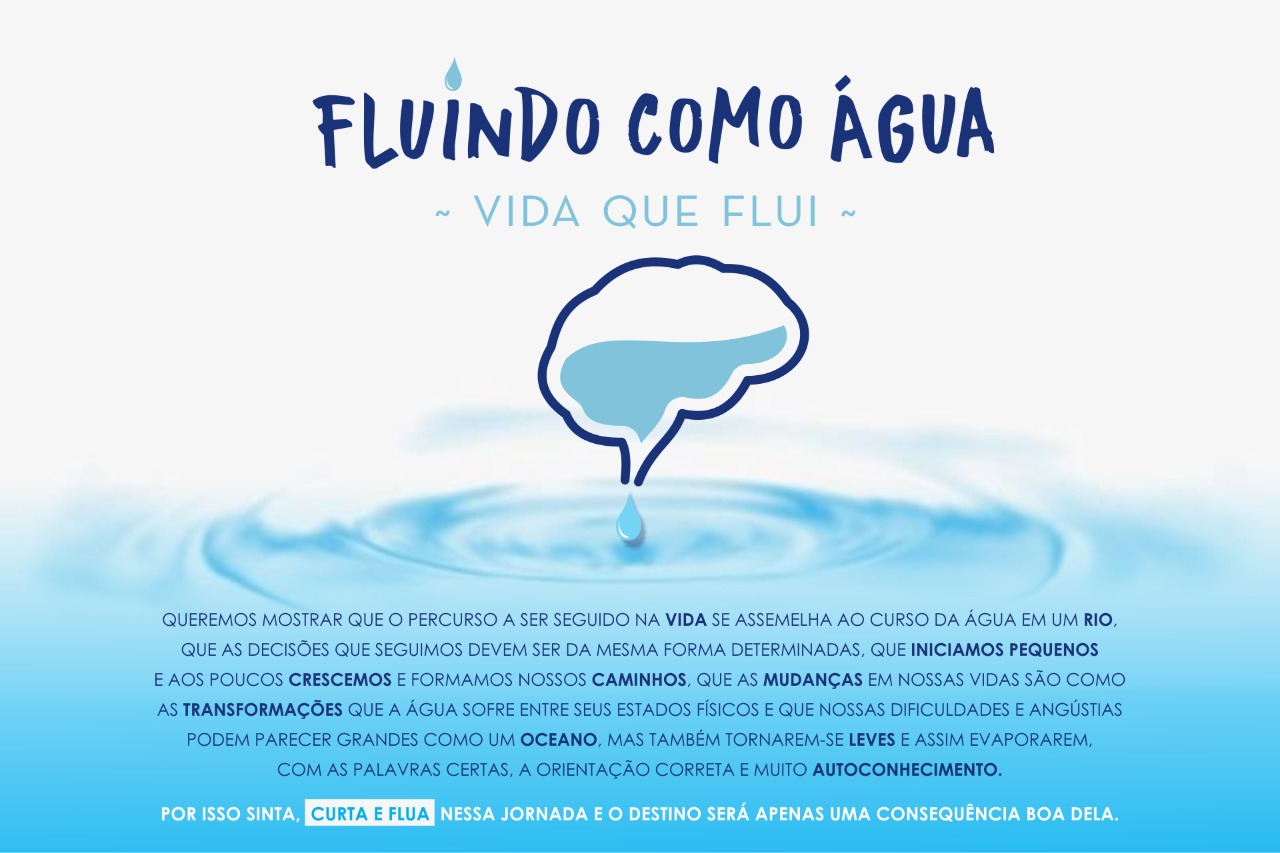 FLUINDO COMO ÁGUA
~ VIDA QUE FLUI ~
QUEREMOS MOSTRAR QUE O PERCURSO A SER SEGUIDO NA VIDA SE ASSEMELHA AO CURSO DA ÁGUA EM UM RIO,
QUE AS DECISÕES QUE SEGUIMOS DEVEM SER DA MESMA FORMA DETERMINADAS, QUE INICIAMOS PEQUENOS
E AOS POUCOS CRESCEMOS E FORMAMOS NOSSOS CAMINHOS, QUE AS MUDANÇAS EM NOSSAS VIDAS SÃO COMO
AS TRANSFORMAÇÕES QUE A ÁGUA SOFRE ENTRE SEUS ESTADOS FÍSICOS E QUE NOSSAS DIFICULDADES E ANGÚSTIAS
PODEM PARECER GRANDES COMO UM OCEANO, MAS TAMBÉM TORNAREM-SE LEVES E ASSIM EVAPORAREM,
COM AS PALAVRAS CERTAS, A ORIENTAÇÃO CORRETA E MUITO AUTOCONHECIMENTO.
POR ISSO SINTA, CURTA E FLUA NESSA JORNADA E O DESTINO SERÁ APENAS UMA CONSEQUÊNCIA BOA DELA.